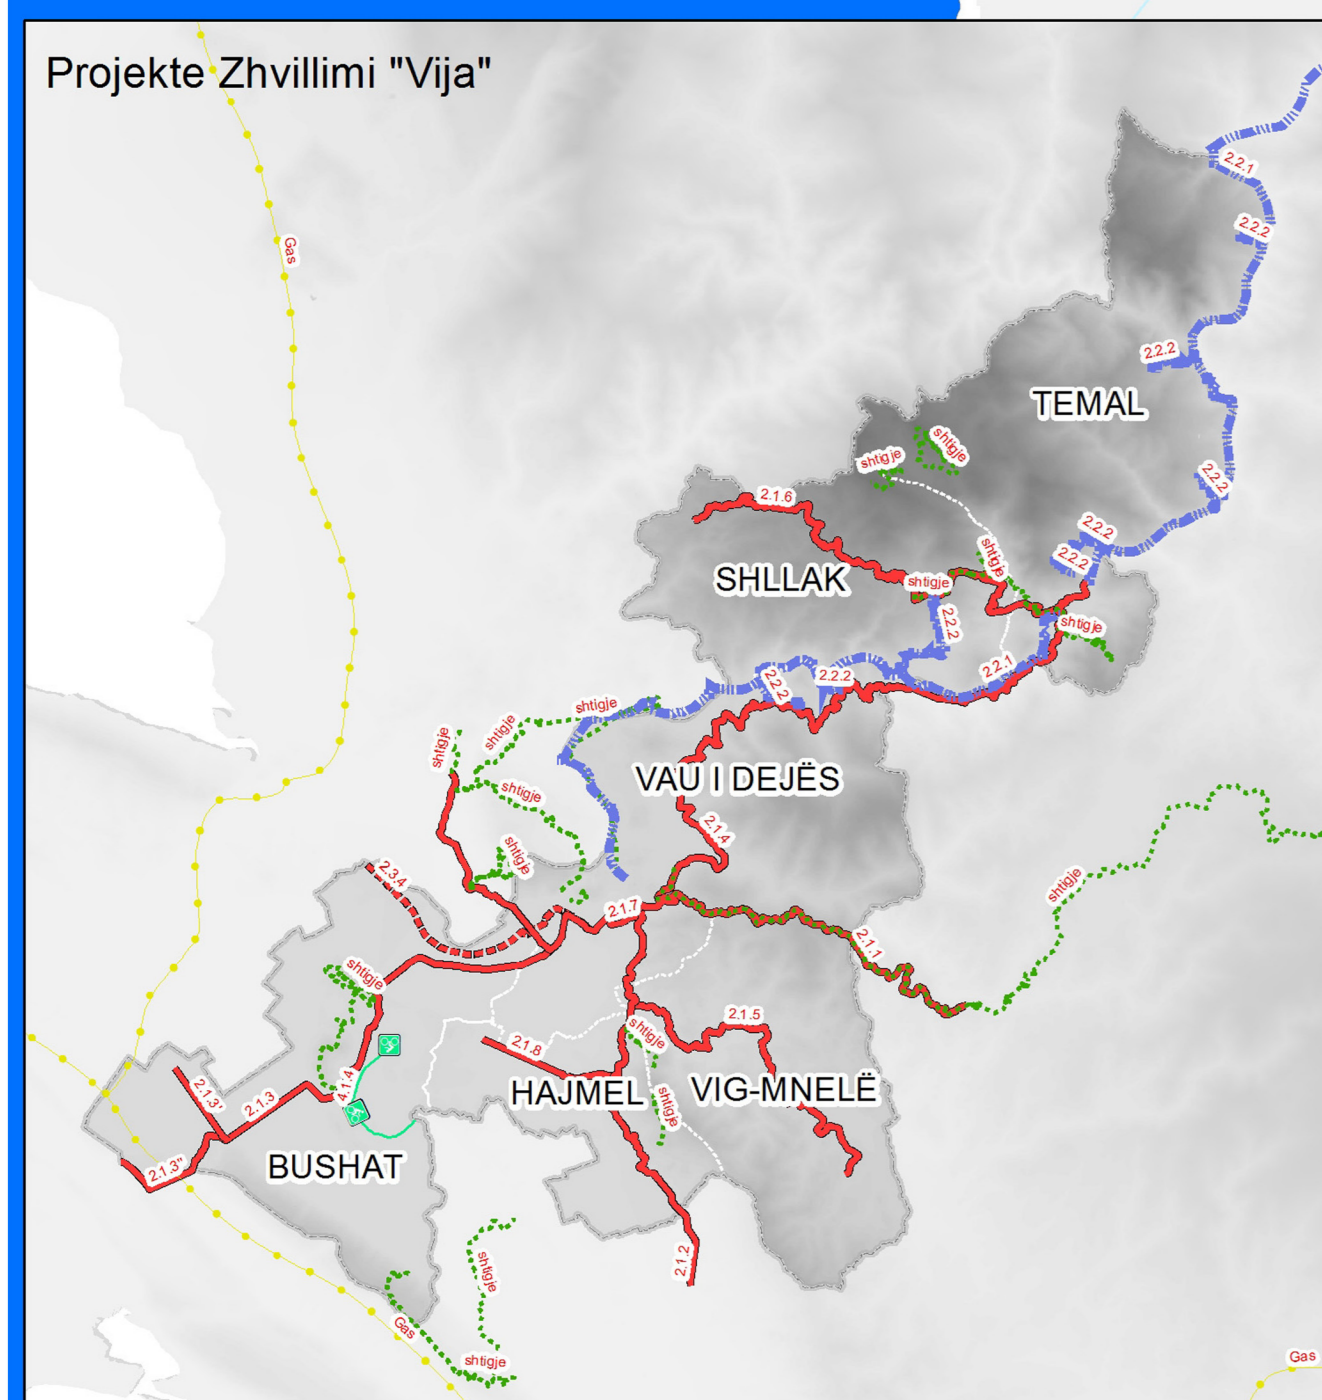 Projekte Zhvillimi "Vija"
2.2.1
2.2.2
Gas
2.2.2
TEMAL
shtigje
shtigje
2.2.2
2.1.6
2.2.2
2.2.2
shtigje
SHLLAK
shtigje
2.2.2
shtigje
2.2.1
2.2.2
2.2.2
shtigje
shtigje
shtigje
VAU I DEJËS
shtigje
2.1.4
shtigje
2.3.4
shtigje
2.1.7
2.1.1
shtigje
2.1.5
shtigje
2.1.8
4.1.4
2.1.3'
2.1.3
HAJMEL
VIG-MNELË
shtigje
BUSHAT
2.1.3"
2.1.2
shtigje
Gas
shtigje
Gas